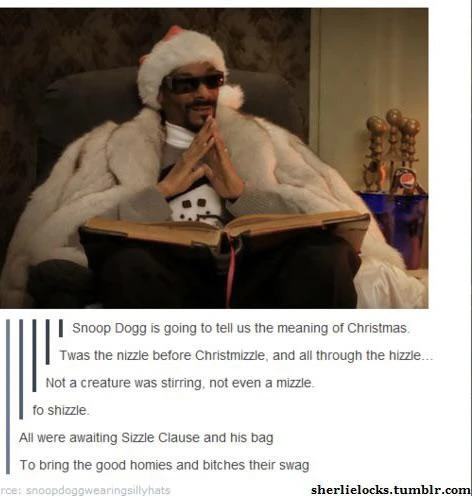 Snoop Dogg is going to tell us the meaning of Christmas.
Twas the nizzle before Christmizzle, and all through the hizzle…
Not a creature was stirring, not even a mizzle.
fo shizzle.
All were awaiting Sizzle Clause and his bag
To bring the good homies and bitches their swag
rce: snoopdoggwearingsillyhats
sherlielocks.tumblr.com